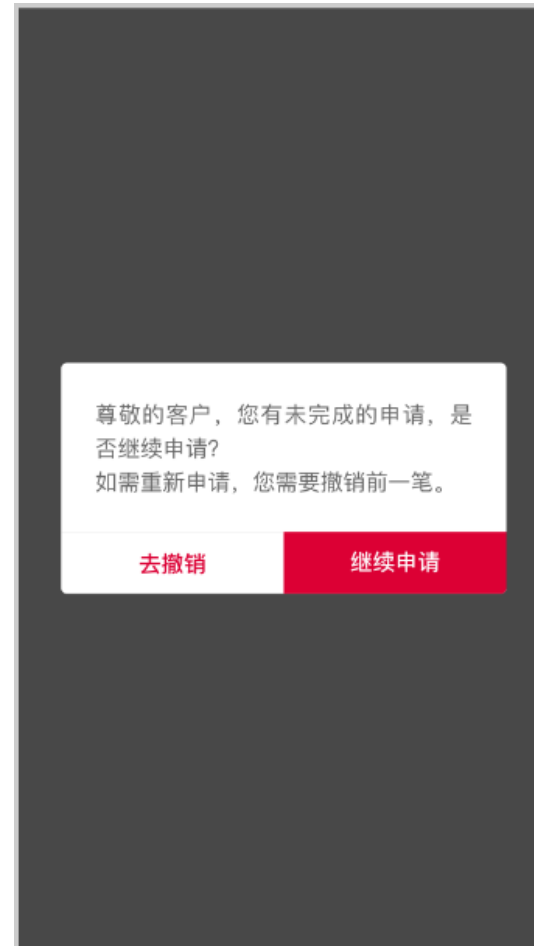 尊敬的客户，您有未完成的申请，是
否继续申请?
如需重新申请，您需要撤销前一笔。
去撤销
继续申请